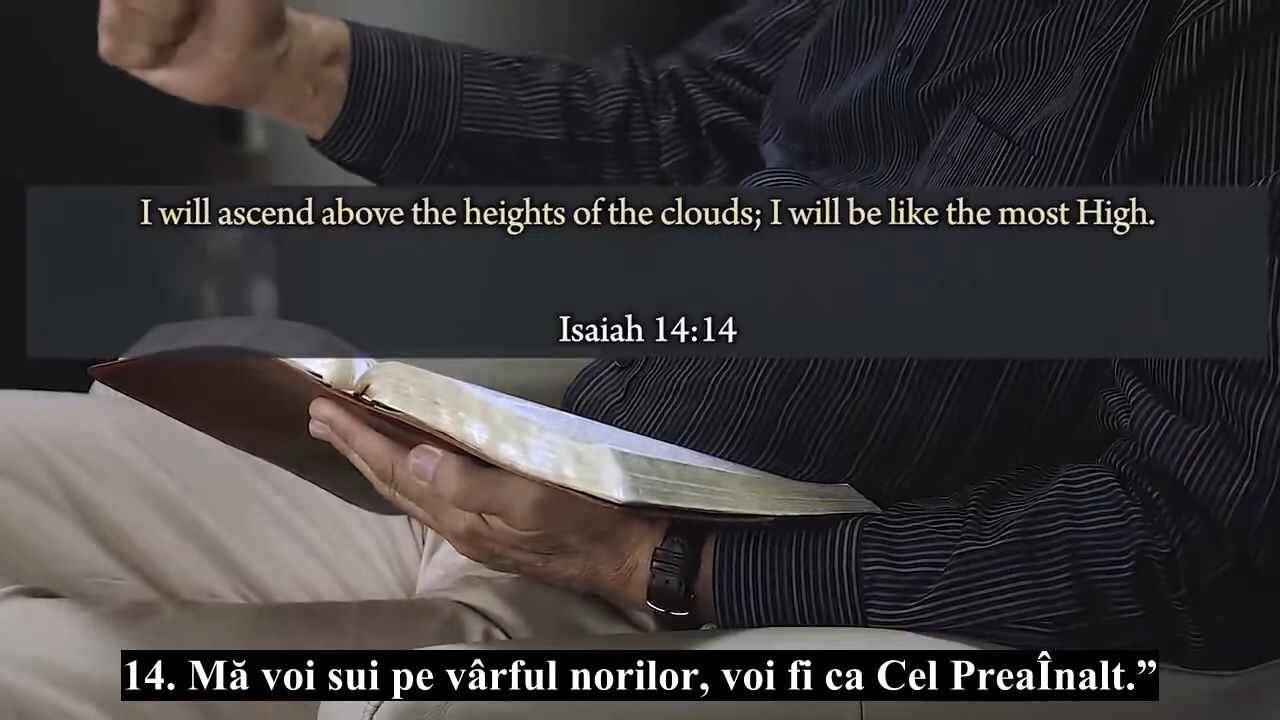 I will ascend above the heights of the clouds; I will be like the most High.
Isaiah 14:14
14. Mă voi sui pe vârful norilor, voi fi ca Cel PreaÎnalt.”